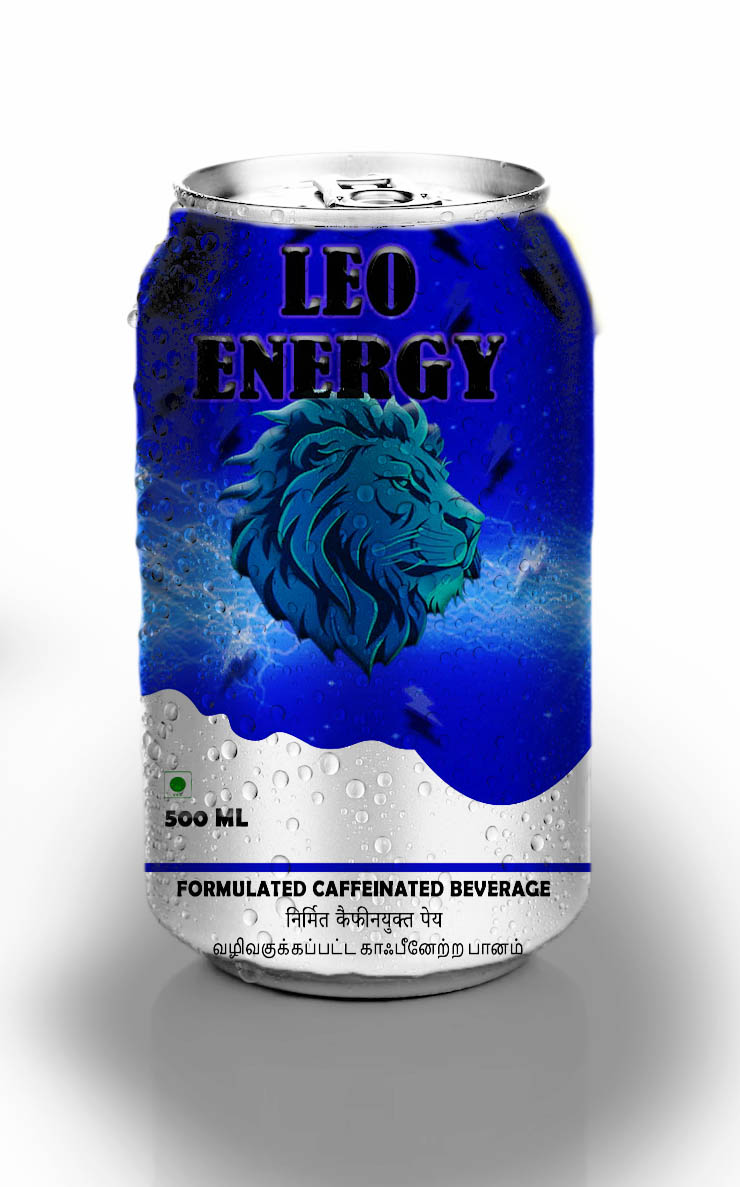 LEO
ENERGY
500 ML
FORMULATED CAFFEINATED BEVERAGE
निर्मित कैफीनयुक्त पेय
வழிவகுக்கப்பட்ட காஃபீனேற்ற பானம்